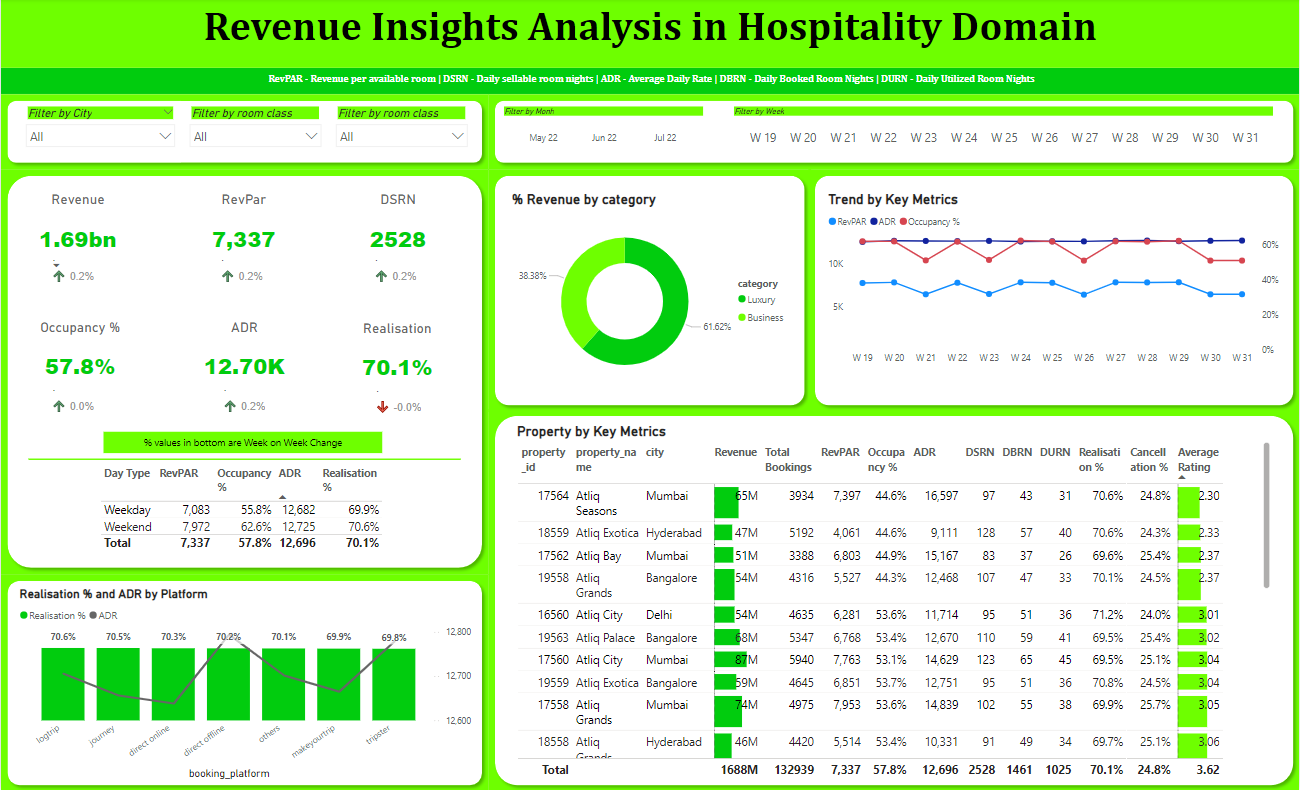 Revenue Insights Analysis in Hospitality Domain
RevPAR - Revenue per available room | DSRN - Daily sellable room nights | ADR - Average Daily Rate | DBRN - Daily Booked Room Nights | DURN - Daily Utilized Room Nights
Filter by City
All
Filter by room class
All
Filter by room class
All
Filter by Monh
May 22 Jun 22 Jul 22
Filter by Week
W 19 W 20 W 21 W 22 W 23 W 24 W 25 W 26 W 27 W 28 W 29 W 30 W 31
Revenue RevPar DSRN
1.69bn 7,337 2528
0.2% 0.2% 0.2%
Occupancy % ADR Realisation
57.8% 12.70K 70.1%
0.0% 0.2% -0.0%
% values in bottom are Week on Week Change
Day Type RevPAR Occupancy % ADR Realisation %
Weekday 7,083 55.8% 12,682 69.9%
Weekend 7,972 62.6% 12,725 70.6%
Total 7,337 57.8% 12,696 70.1%
Realisation % and ADR by Platform
Realisation % ADR
70.6% 70.5% 70.3% 70.2% 70.1% 69.9% 69.8%
12,800
12,700
12,600
logtrip journey direct online direct offline others makeyourtrip tripster
booking_platform
% Revenue by category
38.38%
61.62%
category
Luxury
Business
Trend by Key Metrics
RevPAR ADR Occupancy %
10K
5K
60%
40%
20%
0%
W 19 W 20 W 21 W 22 W 23 W 24 W 25 W 26 W 27 W 28 W 29 W 30 W 31
Property by Key Metrics
property_id property_name city Revenue Total Bookings RevPAR Occupancy % ADR DSRN DBRN DURN Realisation % Cancellation % Average Rating
17564 Atliq Seasons Mumbai 65M 3934 7,397 44.6% 16,597 97 43 31 70.6% 24.8% 2.30
18559 Atliq Exotica Hyderabad 47M 5192 4,061 44.6% 9,111 128 57 40 70.6% 24.3% 2.33
17562 Atliq Bay Mumbai 51M 3388 6,803 44.9% 15,167 83 37 26 69.6% 25.4% 2.37
19558 Atliq Grands Bangalore 54M 4316 5,527 44.3% 12,468 107 47 33 70.1% 24.5% 2.37
16560 Atliq City Delhi 54M 4635 6,281 53.6% 11,714 95 51 36 71.2% 24.0% 3.01
19563 Atliq Palace Bangalore 68M 5347 6,768 53.4% 12,670 110 59 41 69.5% 25.4% 3.02
17560 Atliq City Mumbai 87M 5940 7,763 53.1% 14,629 123 65 45 69.5% 25.1% 3.04
19559 Atliq Exotica Bangalore 59M 4645 6,851 53.7% 12,751 95 51 36 70.8% 24.5% 3.04
17558 Atliq Grands Mumbai 74M 4975 7,953 53.6% 14,839 102 55 38 69.9% 25.7% 3.05
18558 Atliq Grands Hyderabad 46M 4420 5,514 53.4% 10,331 91 49 34 69.7% 25.1% 3.06
Total 1688M 132939 7,337 57.8% 12,696 2528 1461 1025 70.1% 24.8% 3.62